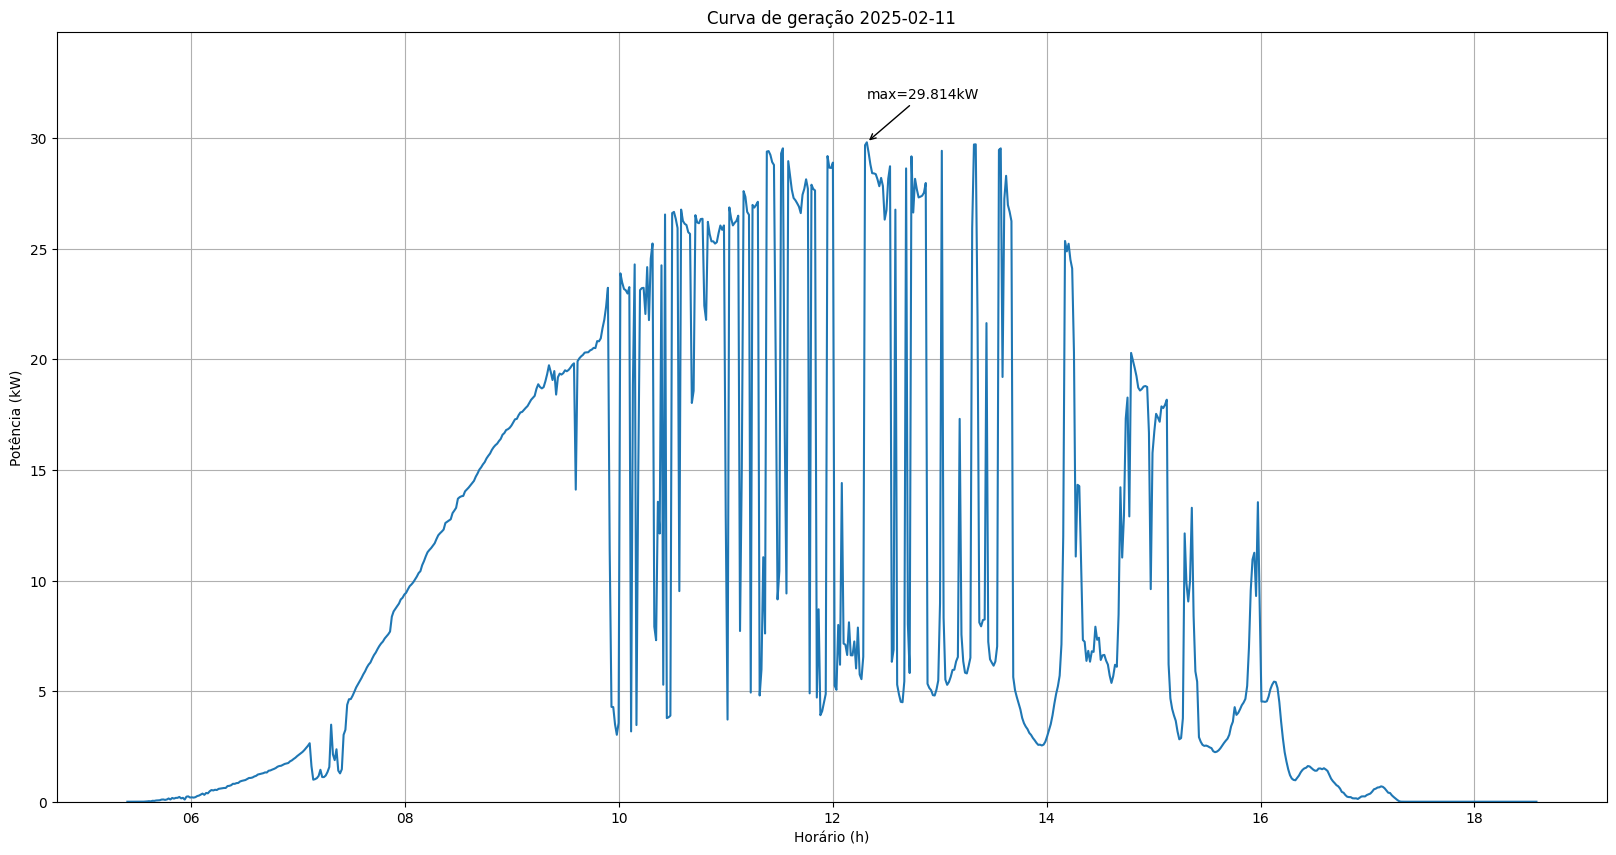 Curva de geração 2025-02-11
max=29.814kW
Potência (kW)
30
25
20
15
10
5
0
06 08 10 12 14 16 18
Horário (h)